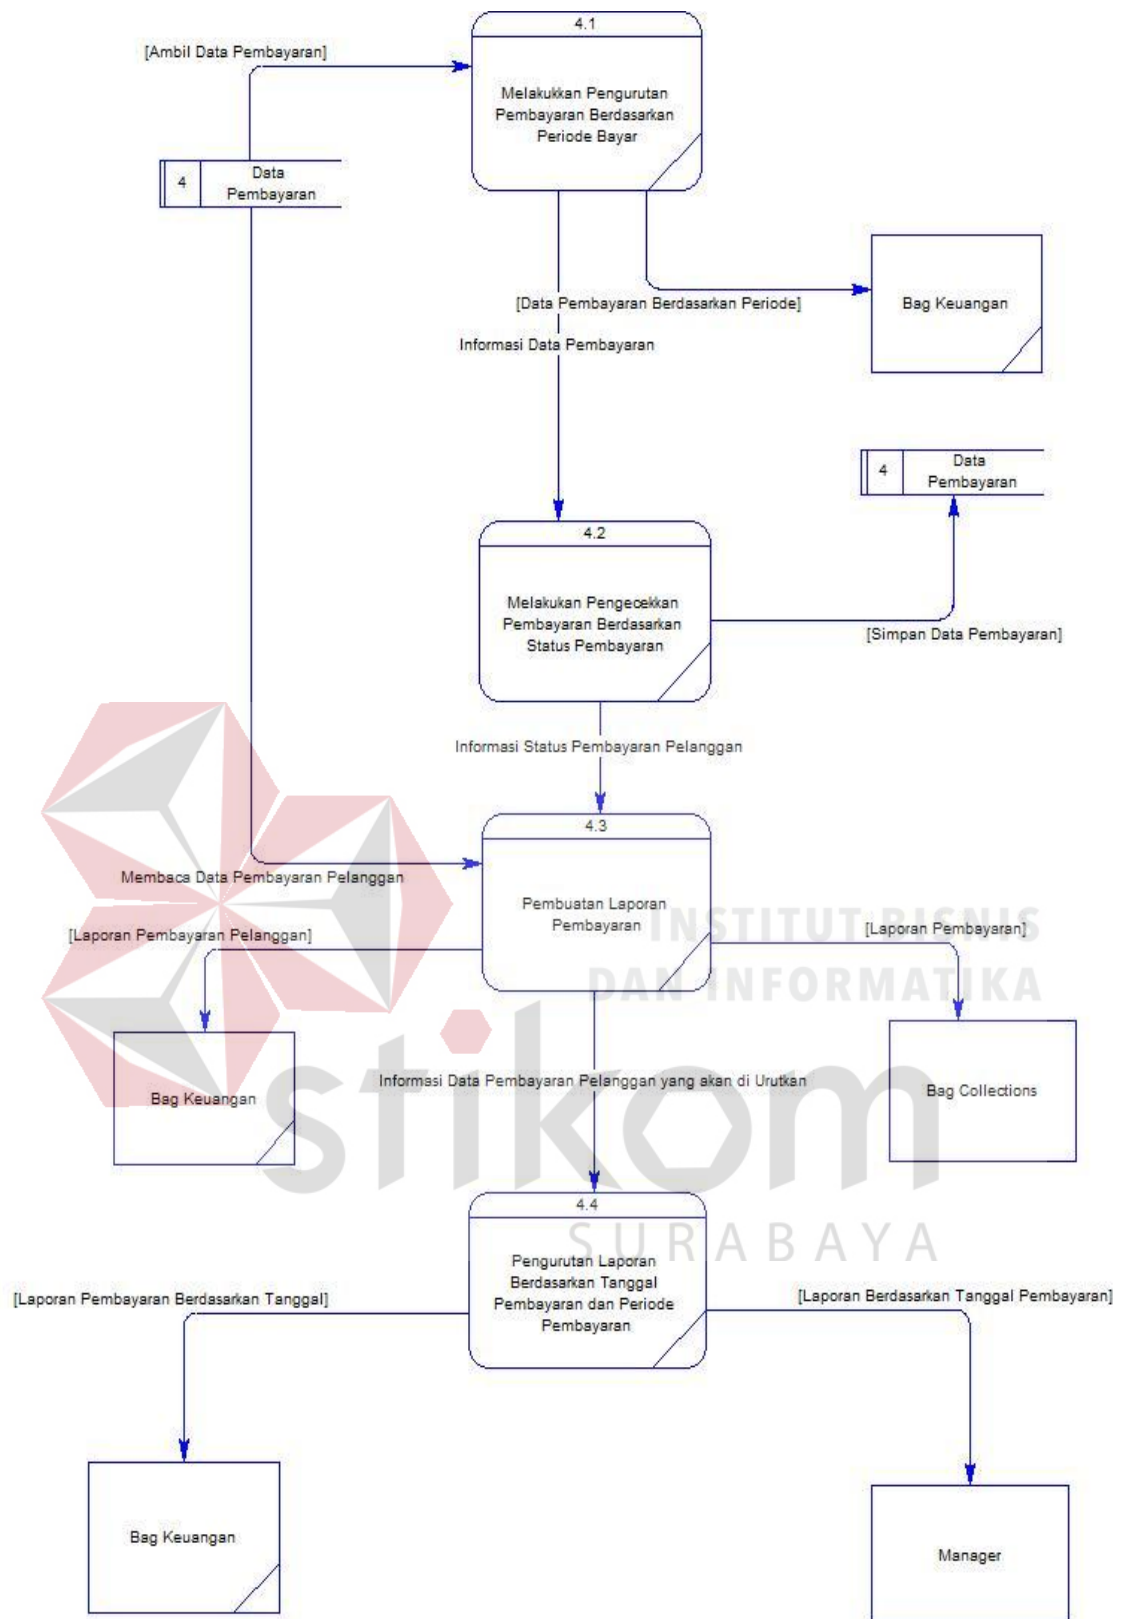 4.1
[Ambil Data Pembayaran]
Melakukkan Pengurutan
Pembayaran Berdasarkan
Periode Bayar
4
Data
Pembayaran
[Data Pembayaran Berdasarkan Periode]
Bag Keuangan
Informasi Data Pembayaran
4
Data
Pembayaran
4.2
Melakukan Pengecekkan
Pembayaran Berdasarkan
Status Pembayaran
[Simpan Data Pembayaran]
Informasi Status Pembayaran Pelanggan
4.3
Membaca Data Pembayaran Pelanggan
Pembuatan Laporan
Pembayaran
INSTITUT BISNIS
DAN INFORMATIKA
[Laporan Pembayaran Pelanggan]
[Laporan Pembayaran]
Informasi Data Pembayaran Pelanggan yang akan di Urutkan
Bag Keuangan
Bag Collections
stikom
SURABAYA
4.4
Pengurutan Laporan
Berdasarkan Tanggal
Pembayaran dan Periode
Pembayaran
[Laporan Pembayaran Berdasarkan Tanggal]
[Laporan Berdasarkan Tanggal Pembayaran]
Bag Keuangan
Manager